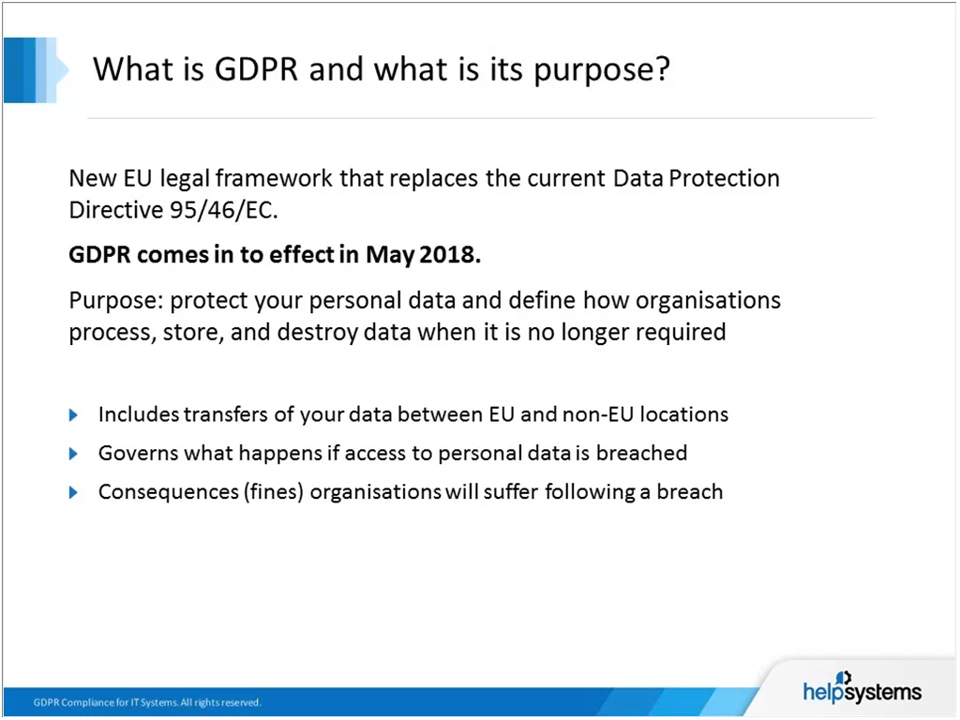 What is GDPR and what is its purpose?
New EU legal framework that replaces the current Data Protection
Directive 95/46/EC.
GDPR comes in to effect in May 2018.
Purpose: protect your personal data and define how organisations
process, store, and destroy data when it is no longer required
Includes transfers of your data between EU and non-EU locations
Governs what happens if access to personal data is breached
Consequences (fines) organisations will suffer following a breach
GDPR Compliance for IT Systems. All rights reserved.
helpsystems